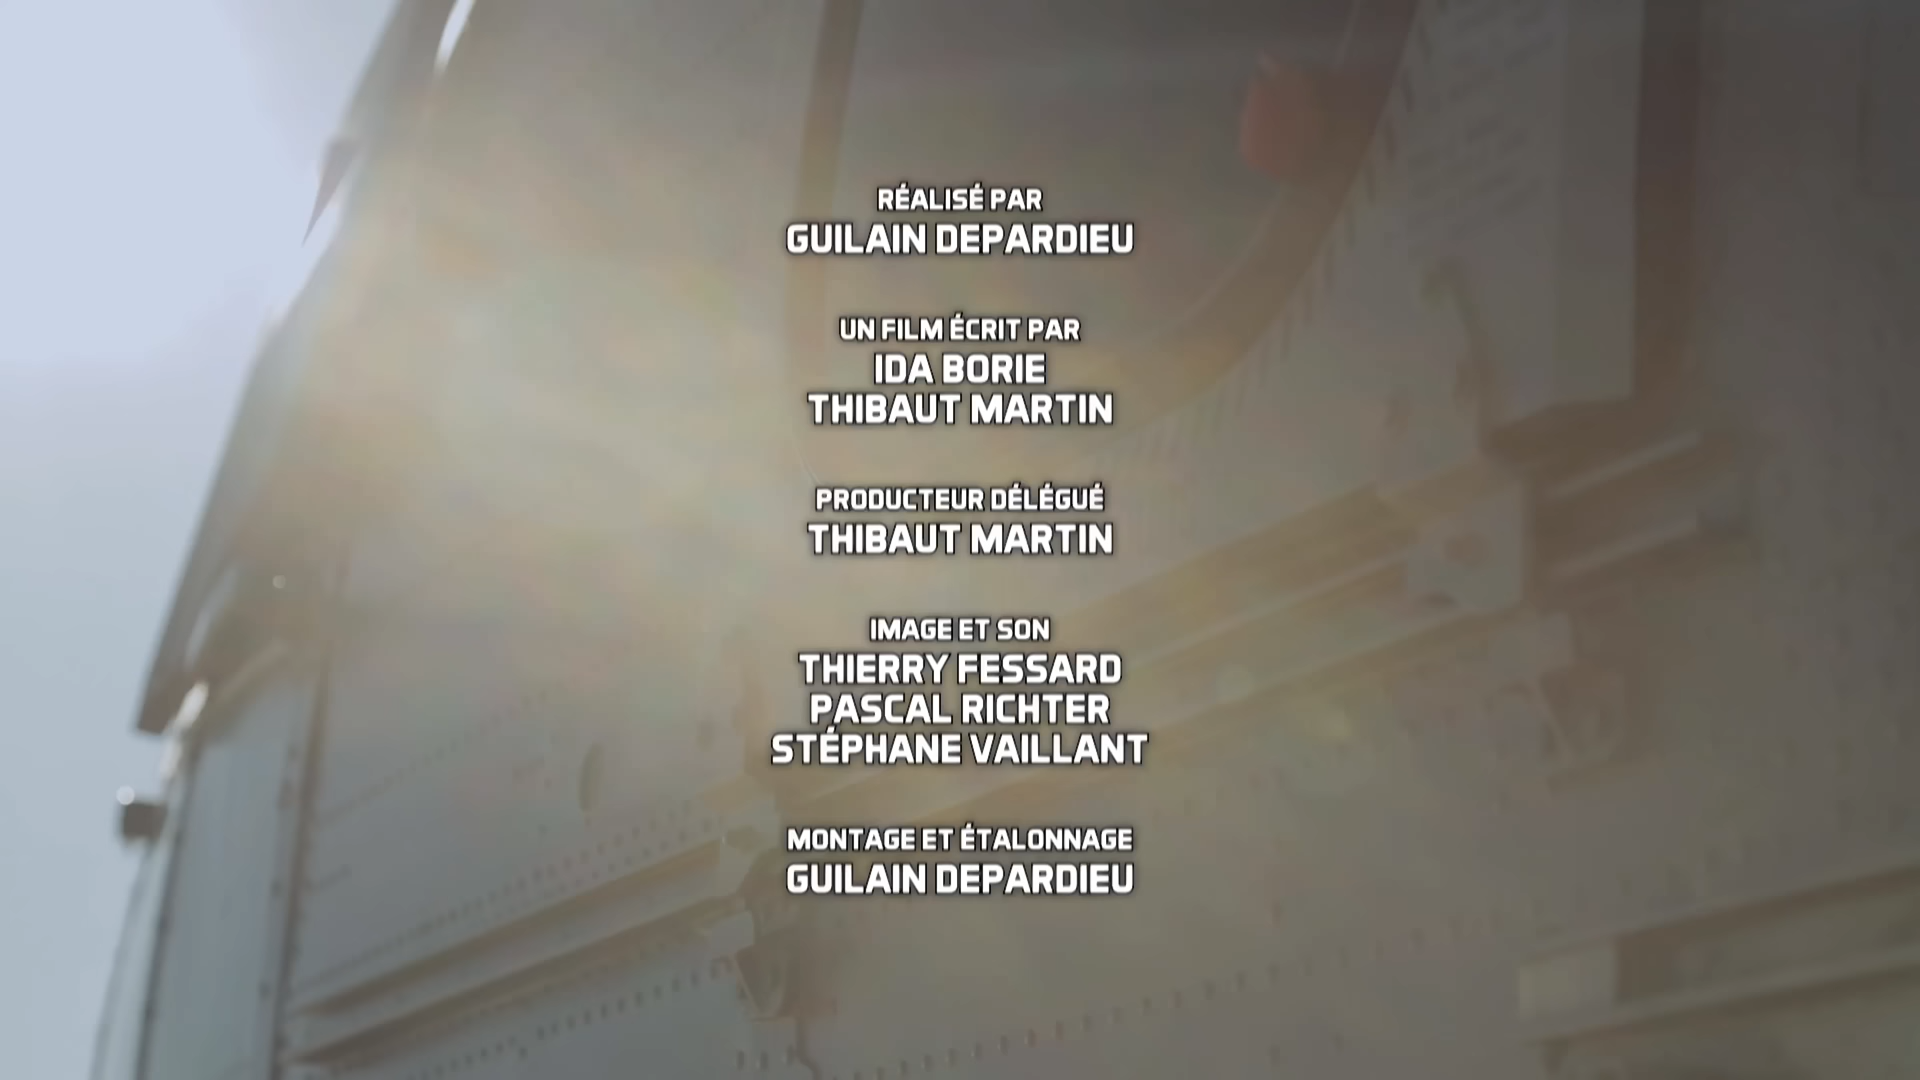 RÉALISÉ PAR
GUILAIN DEPARDIEU
UN FILM ÉCRIT PAR
IDA BORIE
THIBAUT MARTIN
PRODUCTEUR DÉLÉGUÉ
THIBAUT MARTIN
IMAGE ET SON
THIERRY FESSARD
PASCAL RICHTER
STÉPHANE VAILLANT
MONTAGE ET ÉTALONNAGE
GUILAIN DEPARDIEU